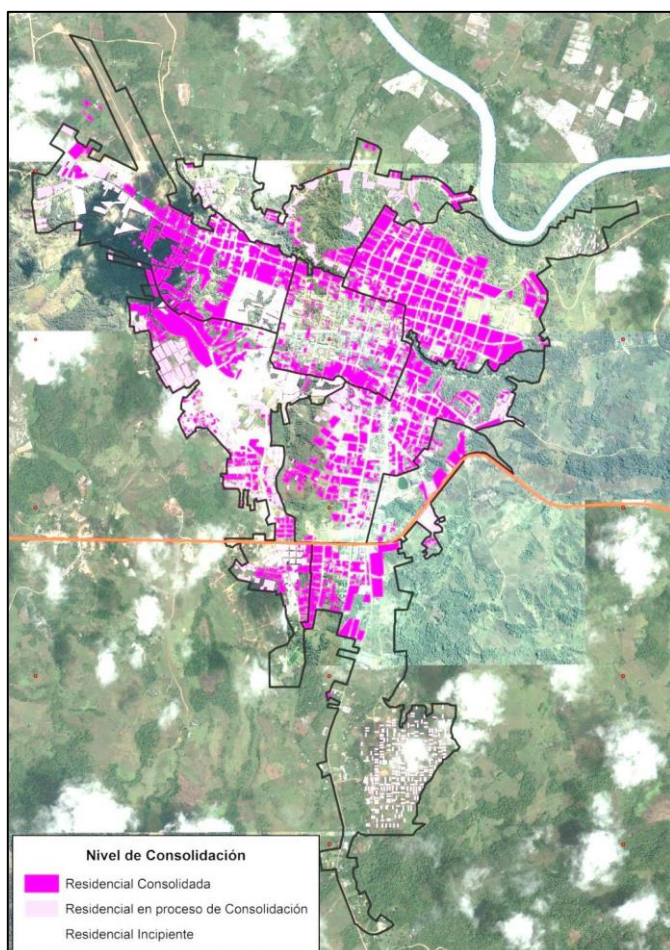 Nivel de Consolidación
Residencial Consolidada
Residencial en proceso de Consolidación
Residencial Incipiente